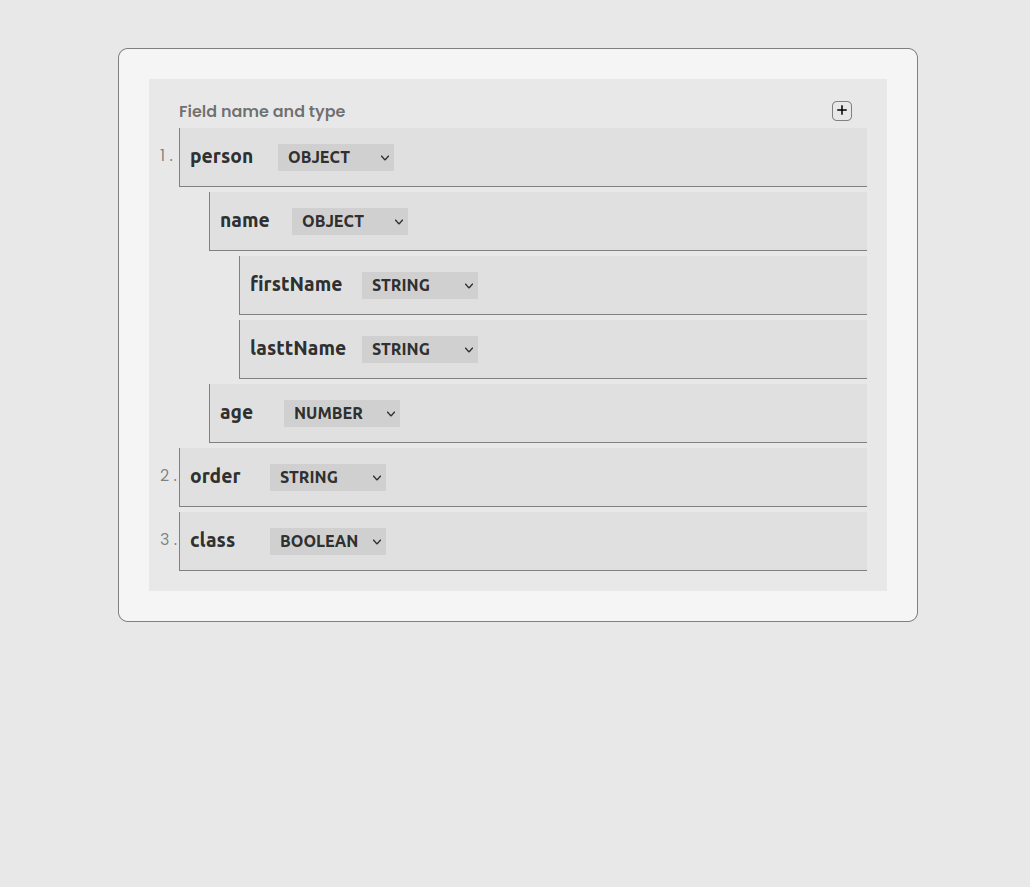 Field name and type
1. person OBJECT
name OBJECT
firstName STRING
lasttName STRING
age NUMBER
2. order STRING
3. class BOOLEAN